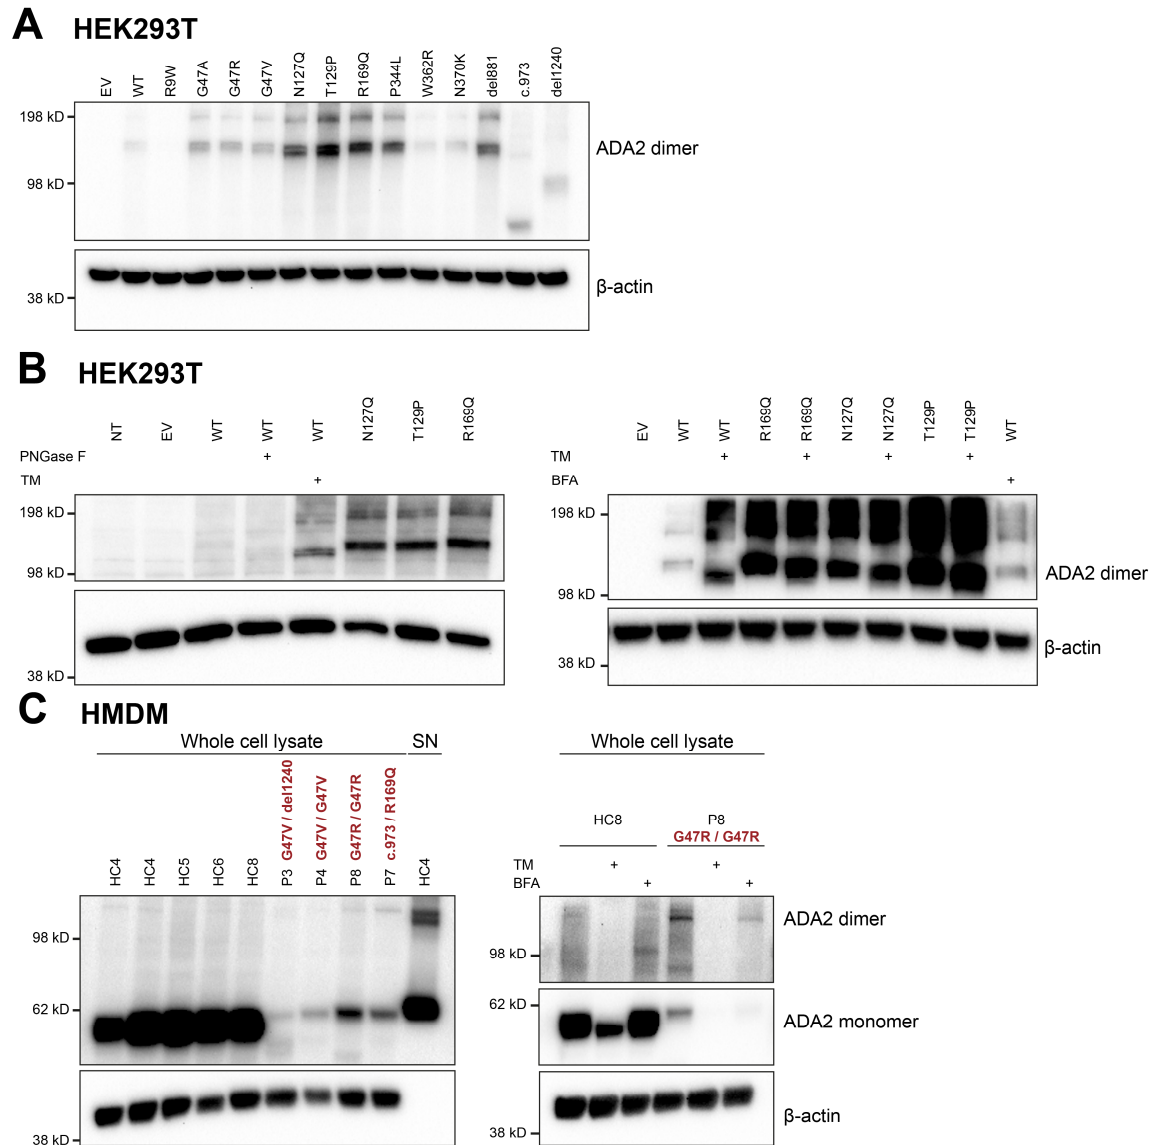 A HEK293T
EV WT R9W G47A G47R G47V N127Q T129P R169Q P344L W362R N370K del881 c.973 del1240
198 kD
ADA2 dimer
98 kD
β-actin
38 kD
B HEK293T
NT EV WT WT WT N127Q T129P R169Q
PNGase F +
TM +
198 kD
98 kD
38 kD
EV WT WT R169Q R169Q N127Q N127Q T129P T129P WT
TM + + + +
BFA +
198 kD
ADA2 dimer
98 kD
β-actin
38 kD
C HMDM
Whole cell lysate SN
HC4 HC4 HC5 HC6 HC8 P3 G47V / del1240 P4 G47V / G47V P8 G47R / G47R P7 c.973 / R169Q HC4
98 kD
62 kD
38 kD
Whole cell lysate
HC8 P8
G47R / G47R
TM + +
BFA + +
ADA2 dimer
98 kD
62 kD
ADA2 monomer
β-actin
38 kD